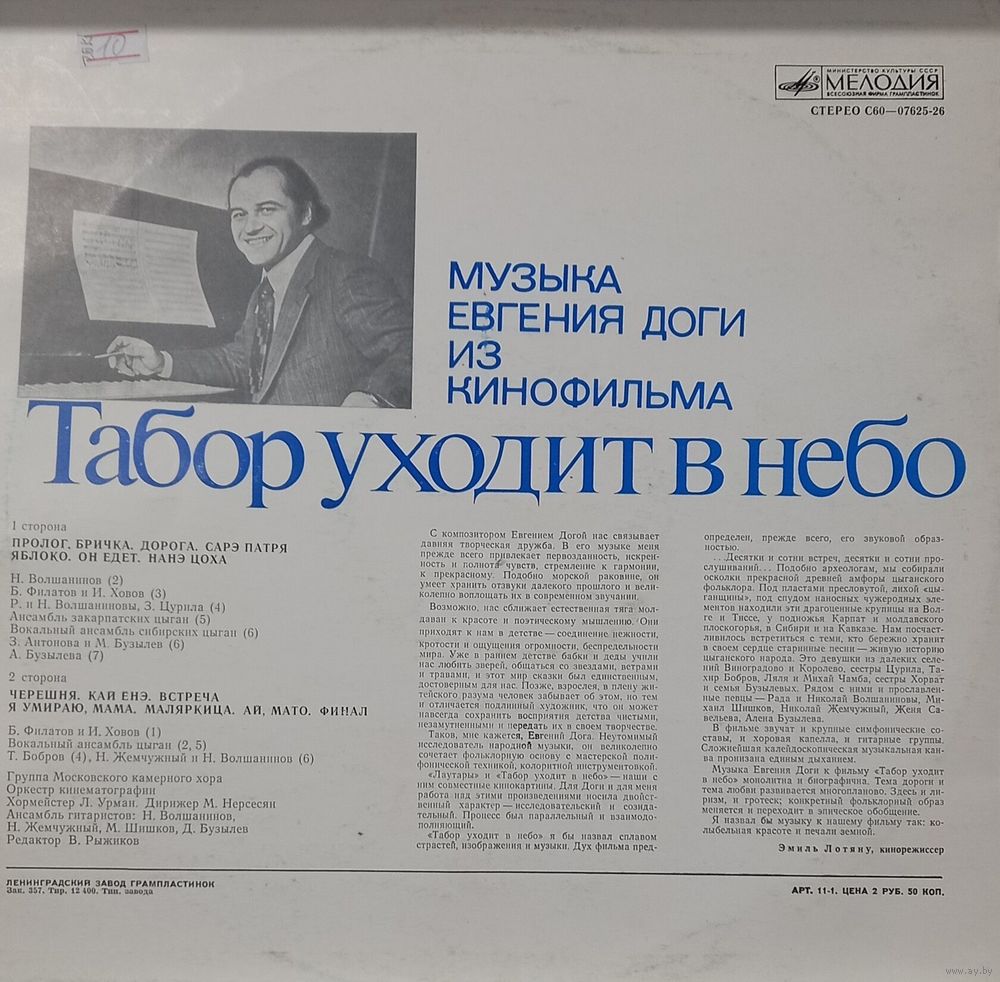 10
МИНИСТЕРСТВО КУЛЬТУРЫ СССР
МЕЛОДИЯ
ВСЕСОЮЗНАЯ ФИРМА ГРАМПЛАСТИНОК
СТЕРЕО С60—07625-26
МУЗЫКА
ЕВГЕНИЯ ДОГИ
ИЗ
КИНОФИЛЬМА
Табор уходит в небо
1 сторона
ПРОЛОГ. БРИЧКА. ДОРОГА. САРЭ ПАТРЯ
ЯБЛОКО. ОН ЕДЕТ. НАНЭ ЦОХА
Н. Волшанинов (2)
Б. Филатов и И. Ховов (3)
Р. и Н. Волшаниновы, З. Цурила (4)
Ансамбль закарпатских цыган (5)
Вокальный ансамбль сибирских цыган (6)
З. Антонова и М. Бузылев (6)
А. Бузылева (7)
2 сторона
ЧЕРЕШНЯ. КАЙ ЕНЭ. ВСТРЕЧА
Я УМИРАЮ, МАМА. МАЛЯРКИЦА. АЙ, МАТО. ФИНАЛ
Б. Филатов и И. Ховов (1)
Вокальный ансамбль цыган (2, 5)
Т. Бобров (4), Н. Жемчужный и Н. Волшанинов (6)
Группа Московского камерного хора
Оркестр кинематографии
Хормейстер Л. Урман. Дирижер М. Нерсесян
Ансамбль гитаристов: Н. Волшанинов,
Н. Жемчужный, М. Шишков, Д. Бузылев
Редактор В. Рыжиков
С композитором Евгением Догой нас связывает
давняя творческая дружба. В его музыке меня
прежде всего привлекает первозданность, искрен-
ность и полнота чувств, стремление к гармонии,
к прекрасному. Подобно морской раковине, он
умеет хранить отзвуки далекого прошлого и вели-
колепно воплощать их в современном звучании.
Возможно, нас сближает естественная тяга мол-
даван к красоте и поэтическому мышлению. Они
приходят к нам в детстве — соединение нежности,
кротости и ощущения огромности, беспредельности
мира. Уже в раннем детстве бабки и деды учили
нас любить зверей, общаться со звездами, ветрами
и травами, и этот мир сказки был единственным,
достоверным для нас. Позже, взрослея, в плену жи-
тейского разума человек забывает об этом, но тем
и отличается подлинный художник, что он может
навсегда сохранить восприятия детства чистыми,
незамутненными и передать их в своем творчестве.
Таков, мне кажется, Евгений Дога. Неутомимый
исследователь народной музыки, он великолепно
сочетает фольклорную основу с мастерской поли-
фонической техникой, колоритной инструментовкой.
«Лаутары» и «Табор уходит в небо» — наши с
ним совместные кинокартины. Для Доги и для меня
работа над этими произведениями носила двойст-
венный характер — исследовательский и созида-
тельный. Процесс был параллельный и взаимодо-
полняющий.
«Табор уходит в небо» я бы назвал сплавом
страстей, изображения и музыки. Дух фильма пред-
определен, прежде всего, его звуковой образ-
ностью.
Десятки и сотни встреч, десятки и сотни про-
слушиваний... Подобно археологам, мы собирали
осколки прекрасной древней амфоры цыганского
фольклора. Под пластами пресловутой, лихой «цы-
ганщины», под спудом наносных чужеродных эле-
ментов находили эти драгоценные крупицы на Вол-
ге и Тиссе, у подножья Карпат и молдавского
плоскогорья, в Сибири и на Кавказе. Нам посчаст-
ливилось встретиться с теми, кто бережно хранит
в своем сердце старинные песни — живую историю
цыганского народа. Это девушки из далеких селе-
ний Виноградово и Королево, сестры Цурила, Та-
хир Бобров, Ляля и Михай Чамба, сестры Хорват
и семья Бузылевых. Рядом с ними и прославлен-
ные певцы — Рада и Николай Волшаниновы, Ми-
хаил Шишков, Николай Жемчужный, Женя Са-
вельева, Алена Бузылева.
В фильме звучат и крупные симфонические со-
ставы, и хоровая капелла, и гитарные группы.
Сложнейшая калейдоскопическая музыкальная кан-
ва пронизана единым дыханием.
Музыка Евгения Доги к фильму «Табор уходит
в небо» монолитна и биографична. Тема дороги и
тема любви развивается многопланово. Здесь и ли-
ризм, и гротеск; конкретный фольклорный образ
меняется и переходит в эпическое обобщение.
Я назвал бы музыку к нашему фильму так: ко-
лыбельная красоте и печали земной.
Эмиль Лотяну, кинорежиссер
ЛЕНИНГРАДСКИЙ ЗАВОД ГРАМПЛАСТИНОК
Зак. 357. Тир. 12 400. Тип. завода
АРТ. 11-1. ЦЕНА 2 РУБ. 50 КОП.
www.ay.by